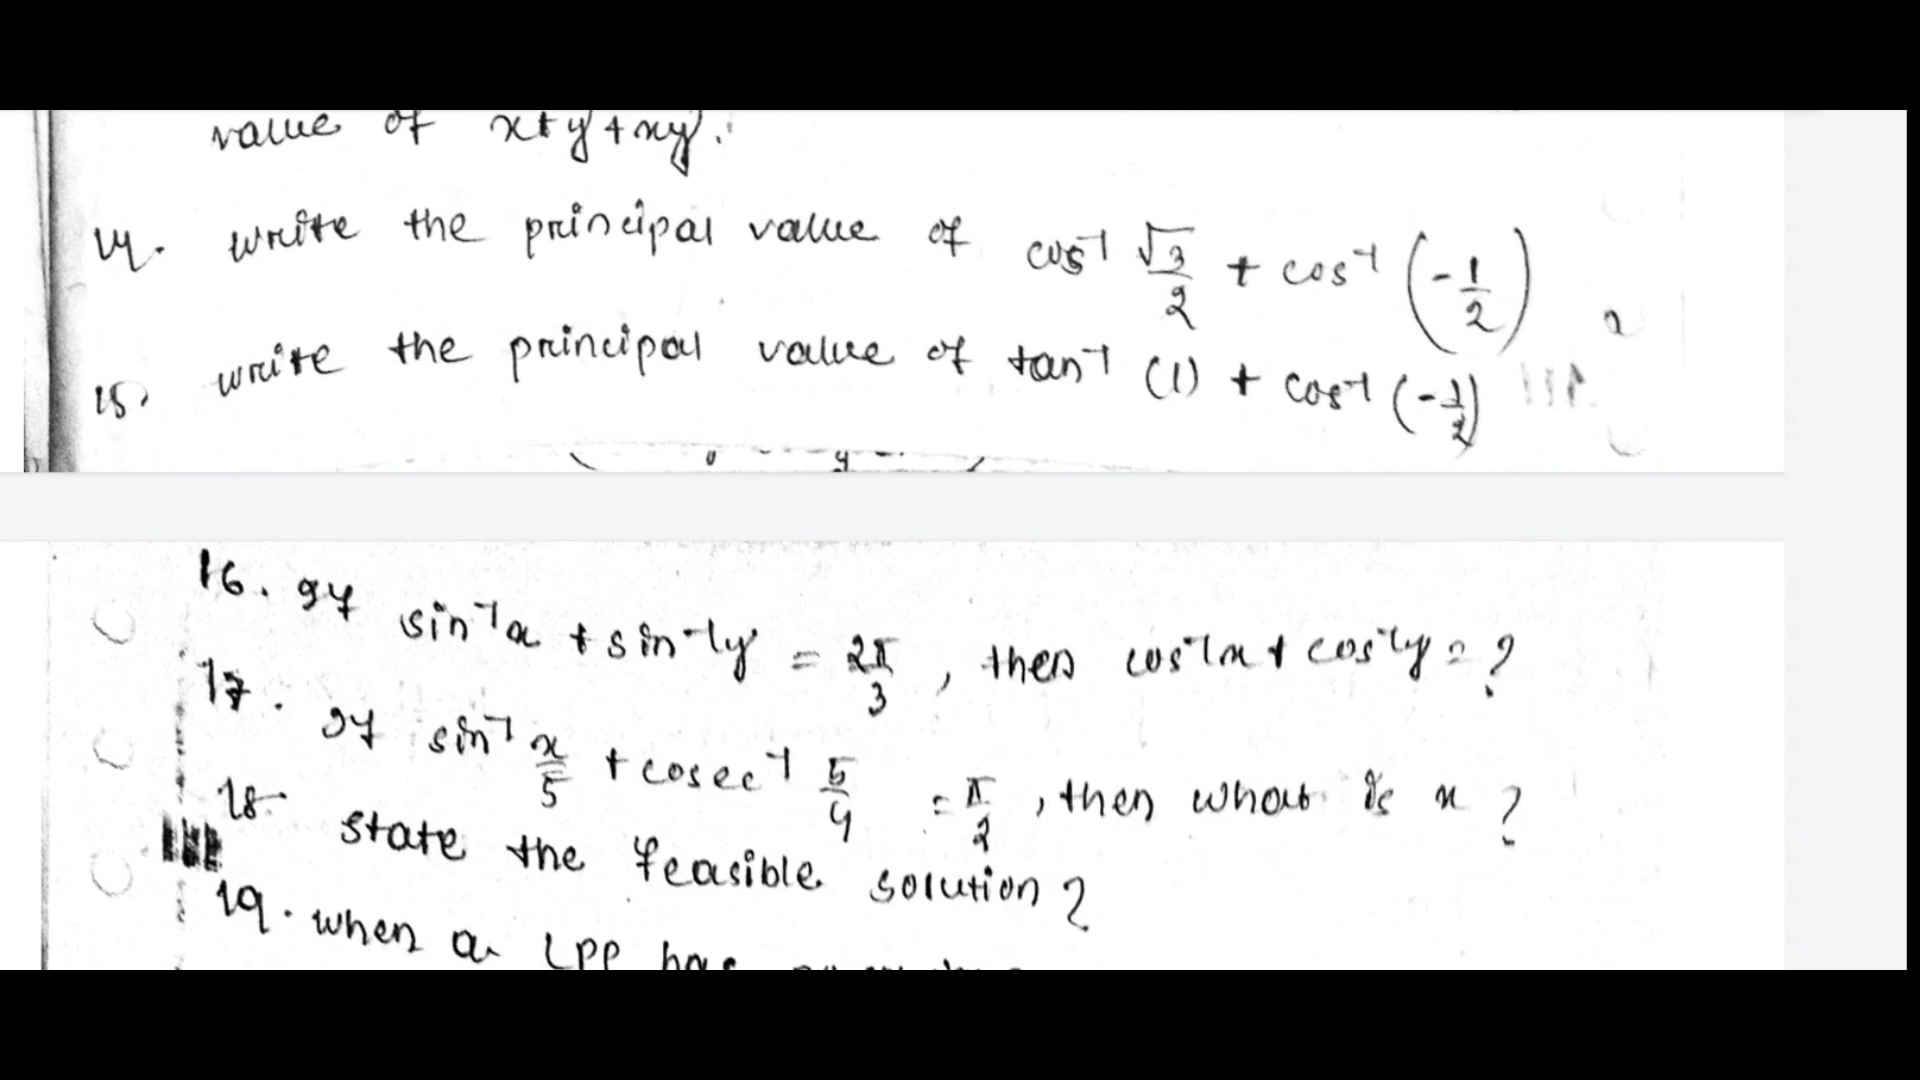 value of x+y+xy.
14. write the principal value of cos⁻¹ √3/2 + cos⁻¹ (-1/2)
15. write the principal value of tan⁻¹ (1) + cos⁻¹ (-1/2)
16. If sin⁻¹x + sin⁻¹y = 2π/3, then cos⁻¹x + cos⁻¹y = ?
17. If sin⁻¹ x/5 + cosec⁻¹ 5/4 = π/2, then what is x ?
18. state the feasible solution ?
19. when a LPP has